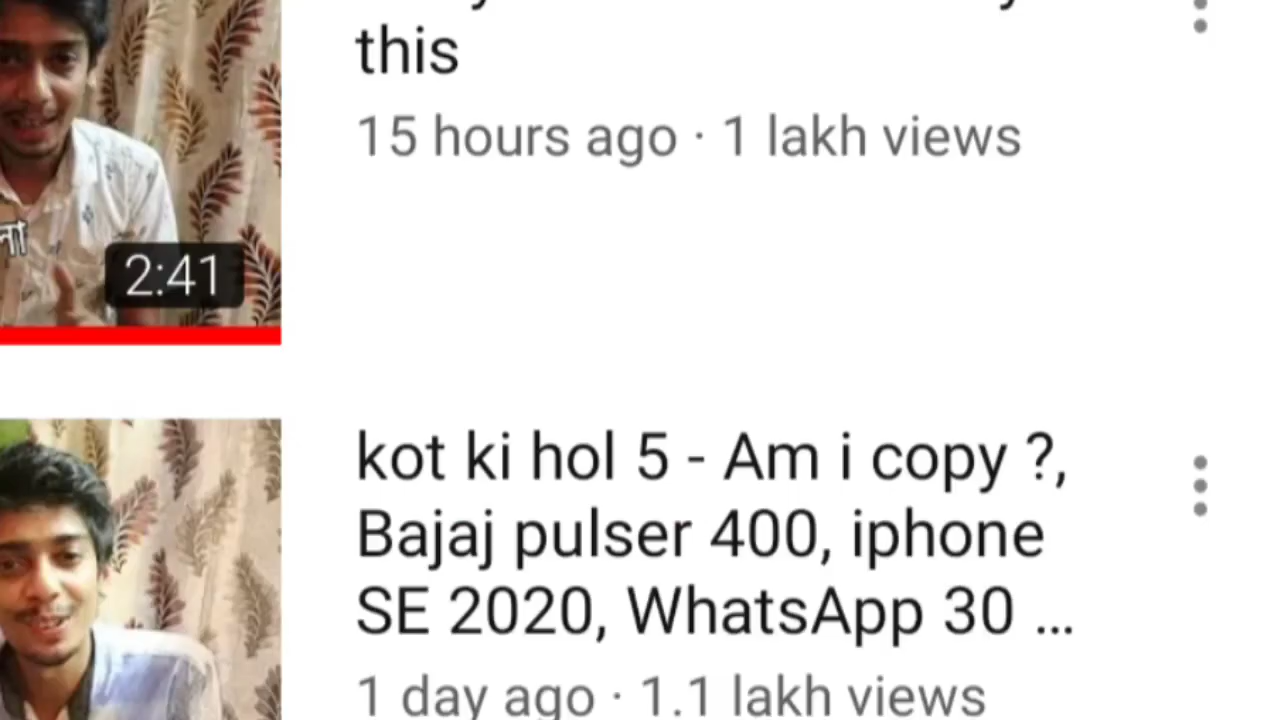 this
15 hours ago · 1 lakh views
2:41
kot ki hol 5 - Am i copy ?,
Bajaj pulser 400, iphone
SE 2020, WhatsApp 30 ...
1 day ago · 1.1 lakh views